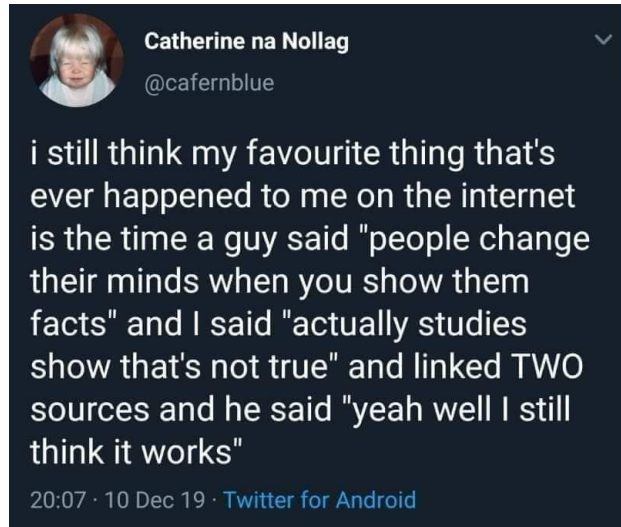 Catherine na Nollag
@cafernblue
i still think my favourite thing that's
ever happened to me on the internet
is the time a guy said "people change
their minds when you show them
facts" and I said "actually studies
show that's not true" and linked TWO
sources and he said "yeah well I still
think it works"
20:07 · 10 Dec 19 · Twitter for Android